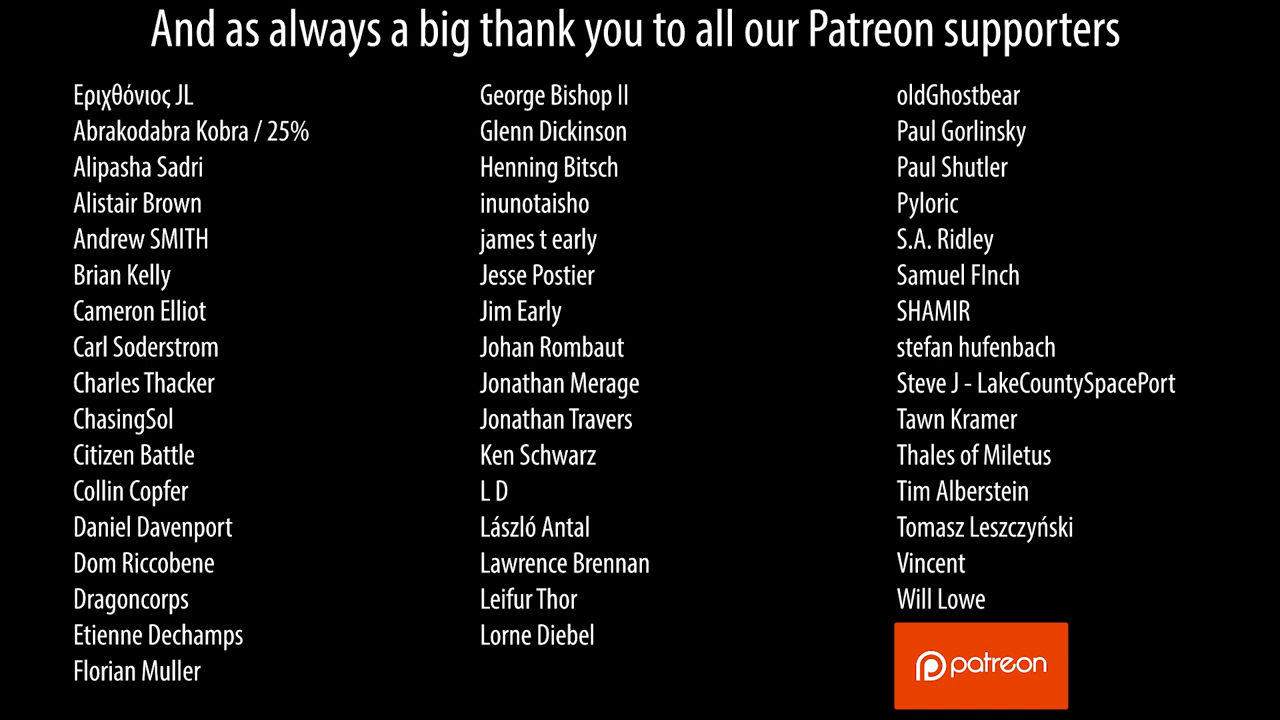 And as always a big thank you to all our Patreon supporters
Εριχθόνιος JL
Abrakodabra Kobra / 25%
Alipasha Sadri
Alistair Brown
Andrew SMITH
Brian Kelly
Cameron Elliot
Carl Soderstrom
Charles Thacker
ChasingSol
Citizen Battle
Collin Copfer
Daniel Davenport
Dom Riccobene
Dragoncorps
Etienne Dechamps
Florian Muller
George Bishop II
Glenn Dickinson
Henning Bitsch
inunotaisho
james t early
Jesse Postier
Jim Early
Johan Rombaut
Jonathan Merage
Jonathan Travers
Ken Schwarz
L D
László Antal
Lawrence Brennan
Leifur Thor
Lorne Diebel
oldGhostbear
Paul Gorlinsky
Paul Shutler
Pyloric
S.A. Ridley
Samuel FInch
SHAMIR
stefan hufenbach
Steve J - LakeCountySpacePort
Tawn Kramer
Thales of Miletus
Tim Alberstein
Tomasz Leszczyński
Vincent
Will Lowe
patreon